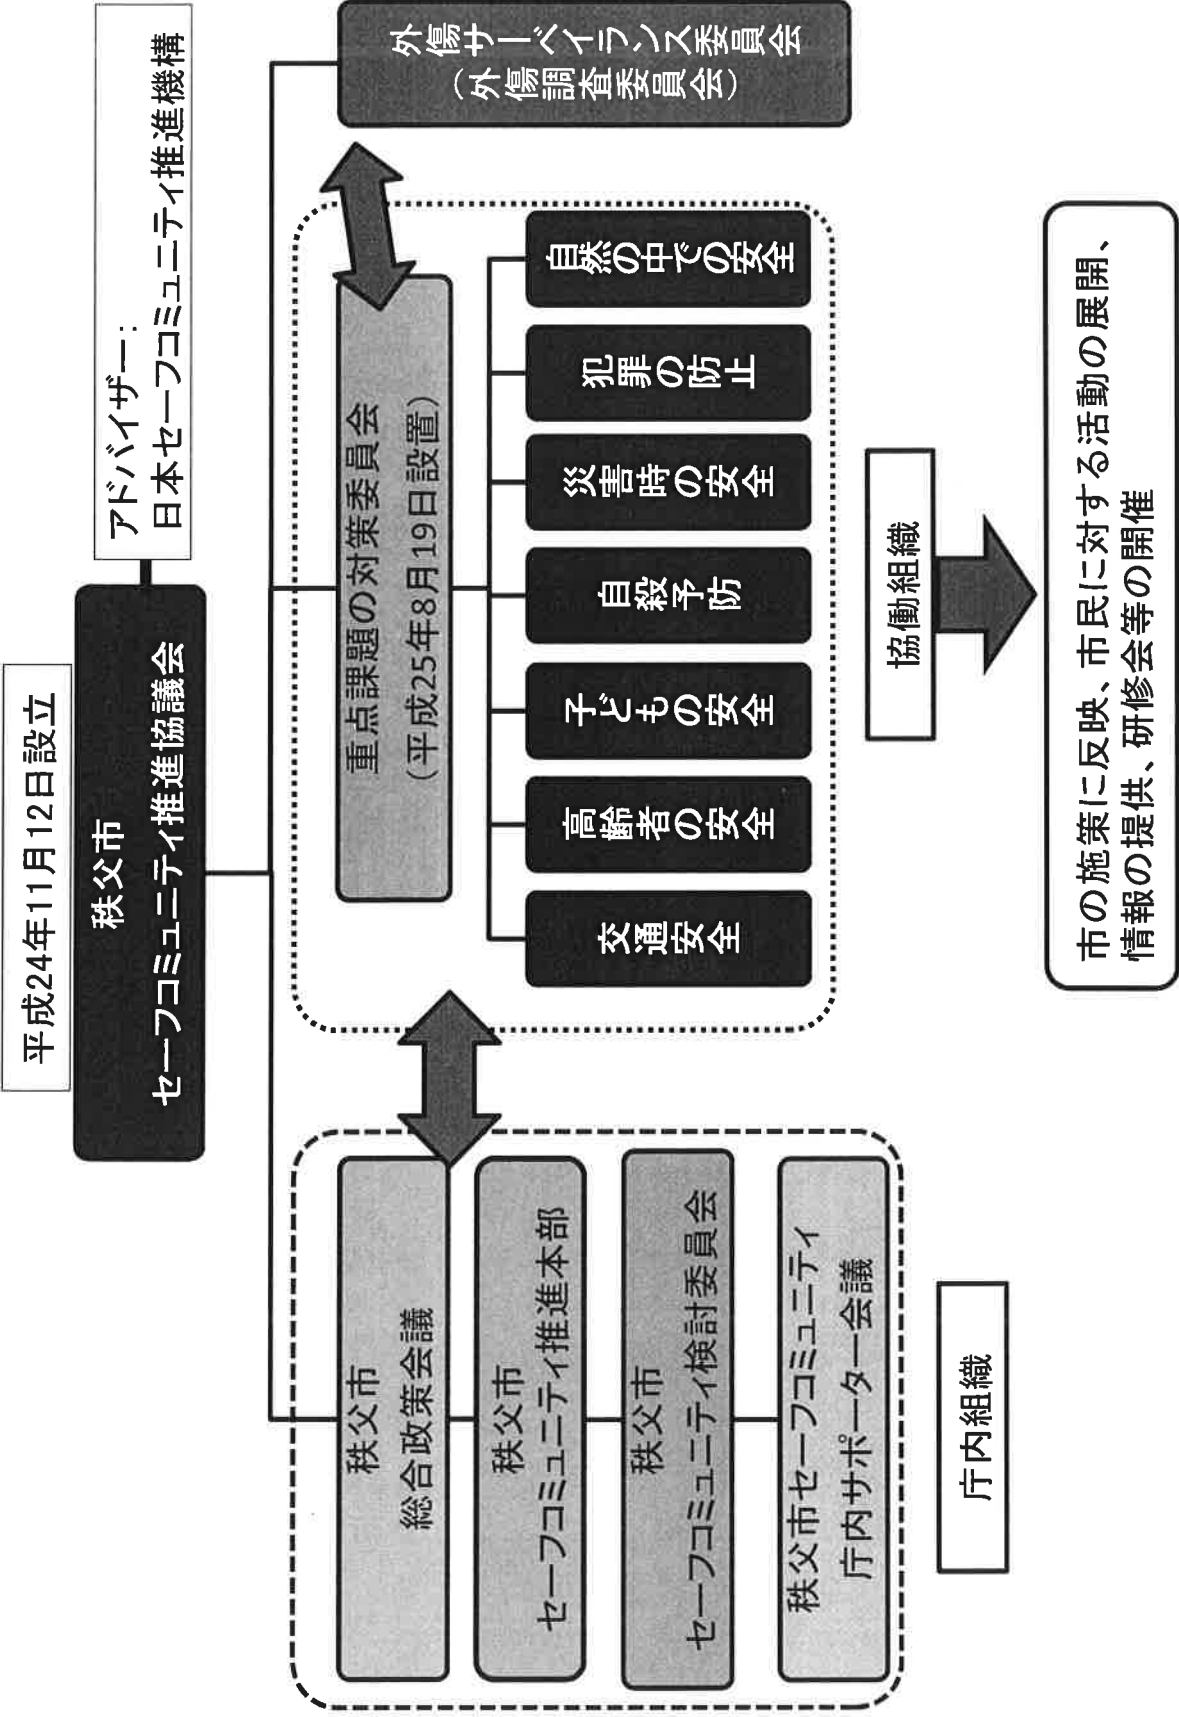 平成24年11月12日設立
秩父市
セーフコミュニティ推進協議会
アドバイザー:
日本セーフコミュニティ推進機構
秩父市
総合政策会議
秩父市
セーフコミュニティ推進本部
秩父市
セーフコミュニティ検討委員会
秩父市セーフコミュニティ
庁内サポーター会議
庁内組織
重点課題の対策委員会
(平成25年8月19日設置)
交通安全
高齢者の安全
子どもの安全
自殺予防
災害時の安全
犯罪の防止
自然の中での安全
協働組織
外傷サーベイランス委員会
(外傷調査委員会)
市の施策に反映、市民に対する活動の展開、
情報の提供、研修会等の開催